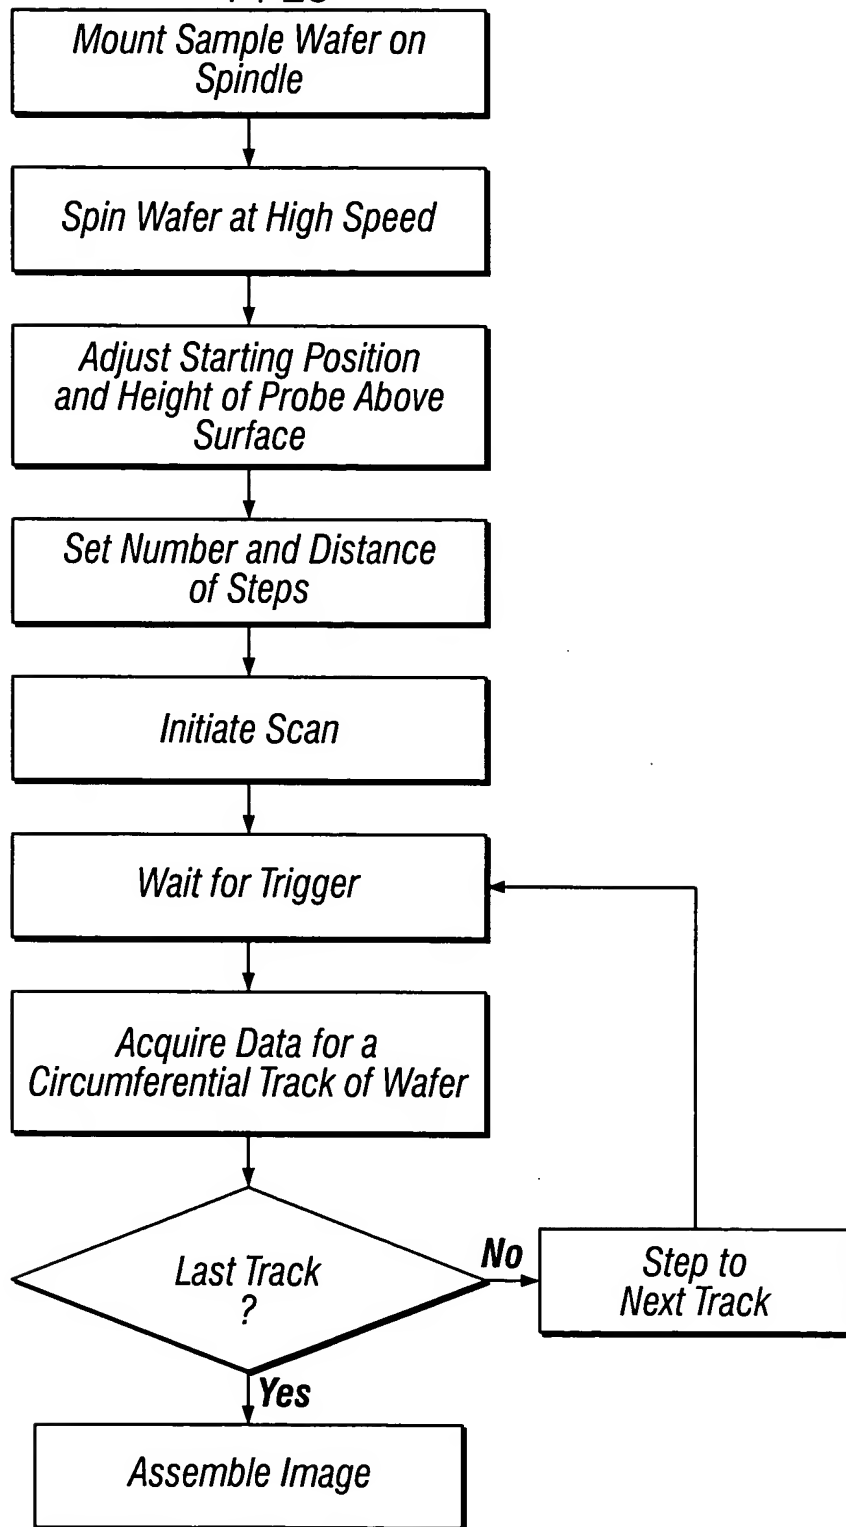 Mount Sample Wafer on
Spindle
Spin Wafer at High Speed
Adjust Starting Position
and Height of Probe Above
Surface
Set Number and Distance
of Steps
Initiate Scan
Wait for Trigger
Acquire Data for a
Circumferential Track of Wafer
Last Track
?
No
Step to
Next Track
Yes
Assemble Image